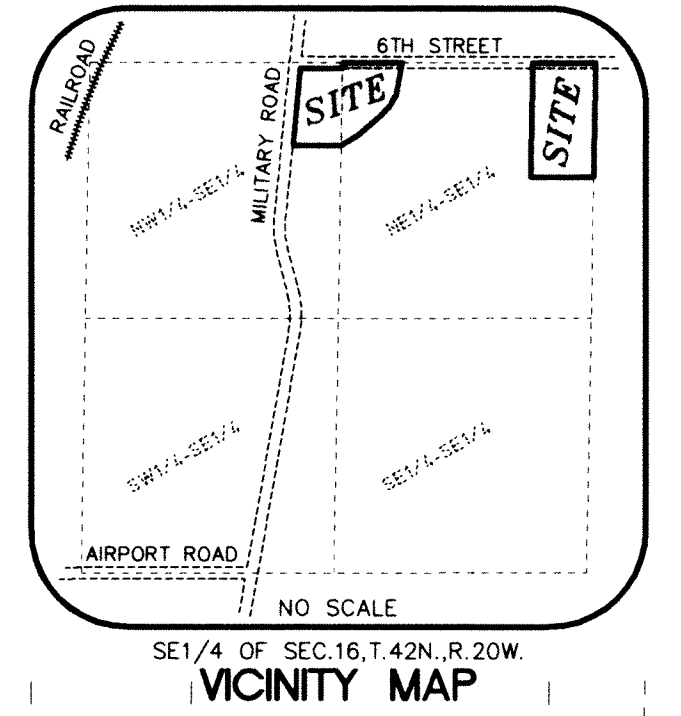 6TH STREET
RAILROAD
MILITARY ROAD
SITE
SITE
NW1/4-SE1/4
NE1/4-SE1/4
SW1/4-SE1/4
SE1/4-SE1/4
AIRPORT ROAD
NO SCALE
SE1/4 OF SEC.16,T.42N.,R.20W.
VICINITY MAP